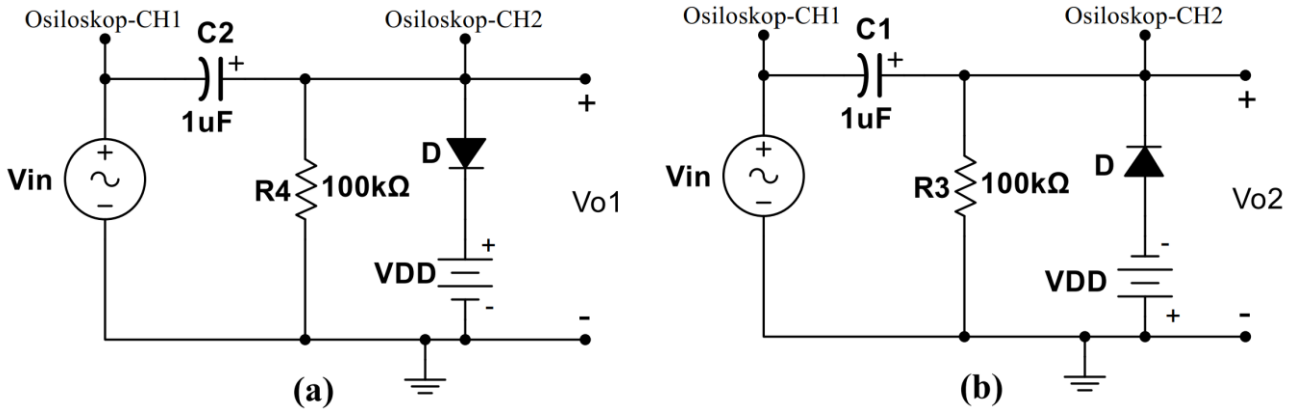 Osiloskop-CH1
Osiloskop-CH2
C2
+
1uF
+
Vin
+
-
R4
100kΩ
D
Vo1
+
VDD
-
-
(a)
Osiloskop-CH1
Osiloskop-CH2
C1
+
1uF
+
Vin
+
-
R3
100kΩ
D
Vo2
-
VDD
+
-
(b)